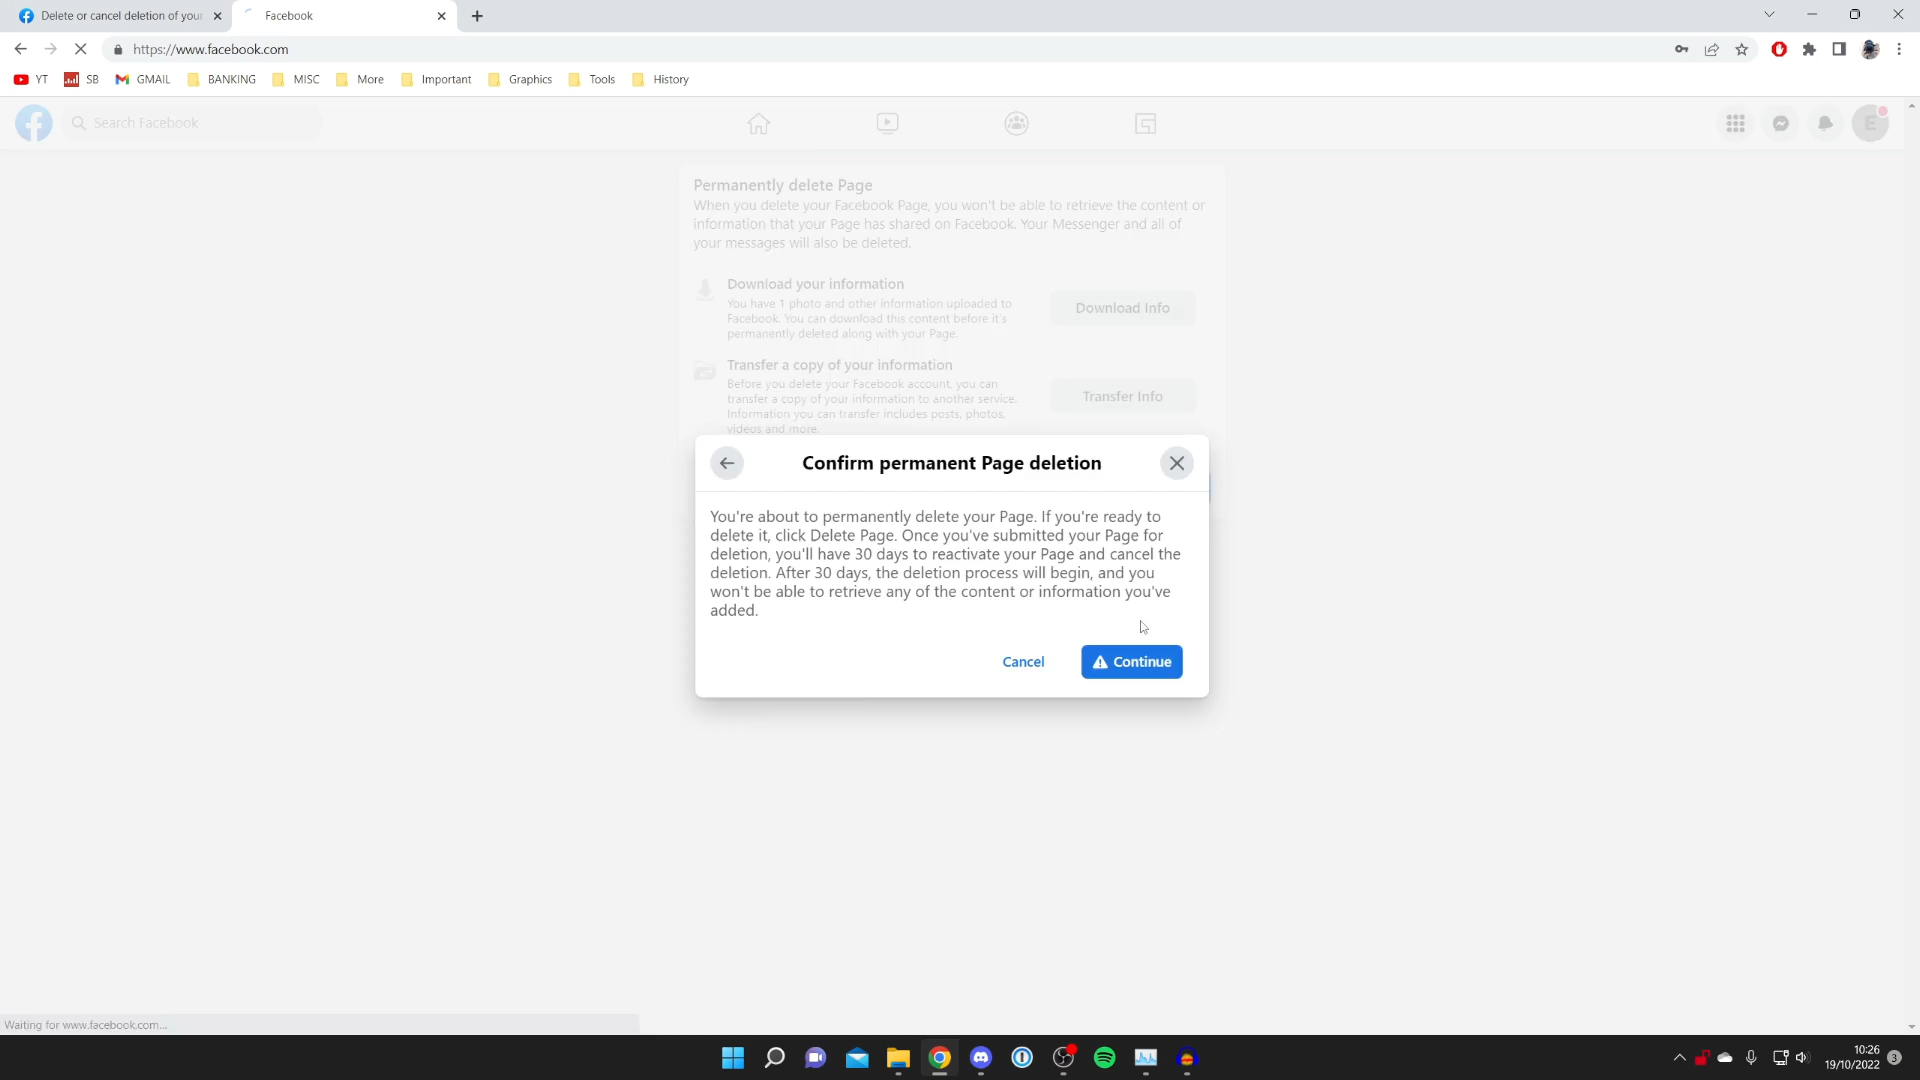 Delete or cancel deletion of your
Facebook
https://www.facebook.com
YT
SB
GMAIL
BANKING
MISC
More
Important
Graphics
Tools
History
Search Facebook
E
Permanently delete Page
When you delete your Facebook Page, you won't be able to retrieve the content or
information that your Page has shared on Facebook. Your Messenger and all of
your messages will also be deleted.
Download your information
You have 1 photo and other information uploaded to
Facebook. You can download this content before it's
permanently deleted along with your Page.
Download Info
Transfer a copy of your information
Before you delete your Facebook account, you can
transfer a copy of your information to another service.
Information you can transfer includes posts, photos,
videos and more.
Transfer Info
Confirm permanent Page deletion
You're about to permanently delete your Page. If you're ready to
delete it, click Delete Page. Once you've submitted your Page for
deletion, you'll have 30 days to reactivate your Page and cancel the
deletion. After 30 days, the deletion process will begin, and you
won't be able to retrieve any of the content or information you've
added.
Cancel
Continue
Waiting for www.facebook.com...
10:26
19/10/2022
3